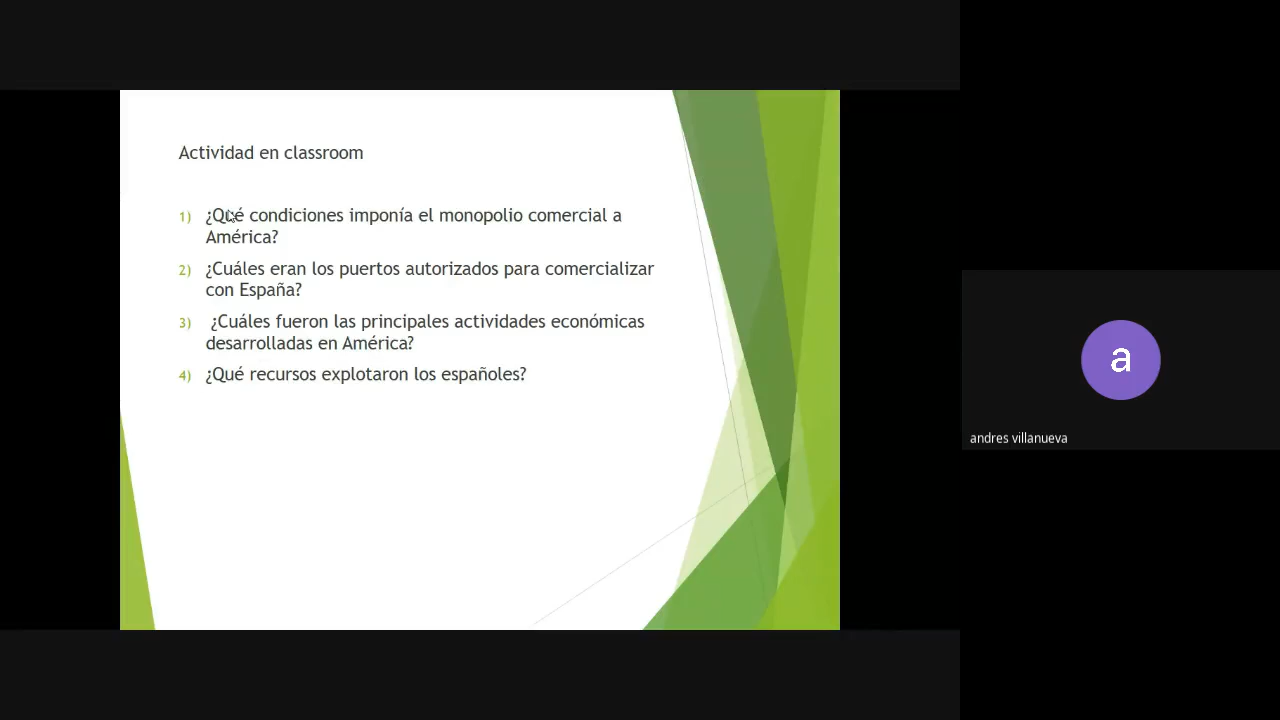 Actividad en classroom
1) ¿Qué condiciones imponía el monopolio comercial a
América?
2) ¿Cuáles eran los puertos autorizados para comercializar
con España?
3) ¿Cuáles fueron las principales actividades económicas
desarrolladas en América?
4) ¿Qué recursos explotaron los españoles?
a
andres villanueva